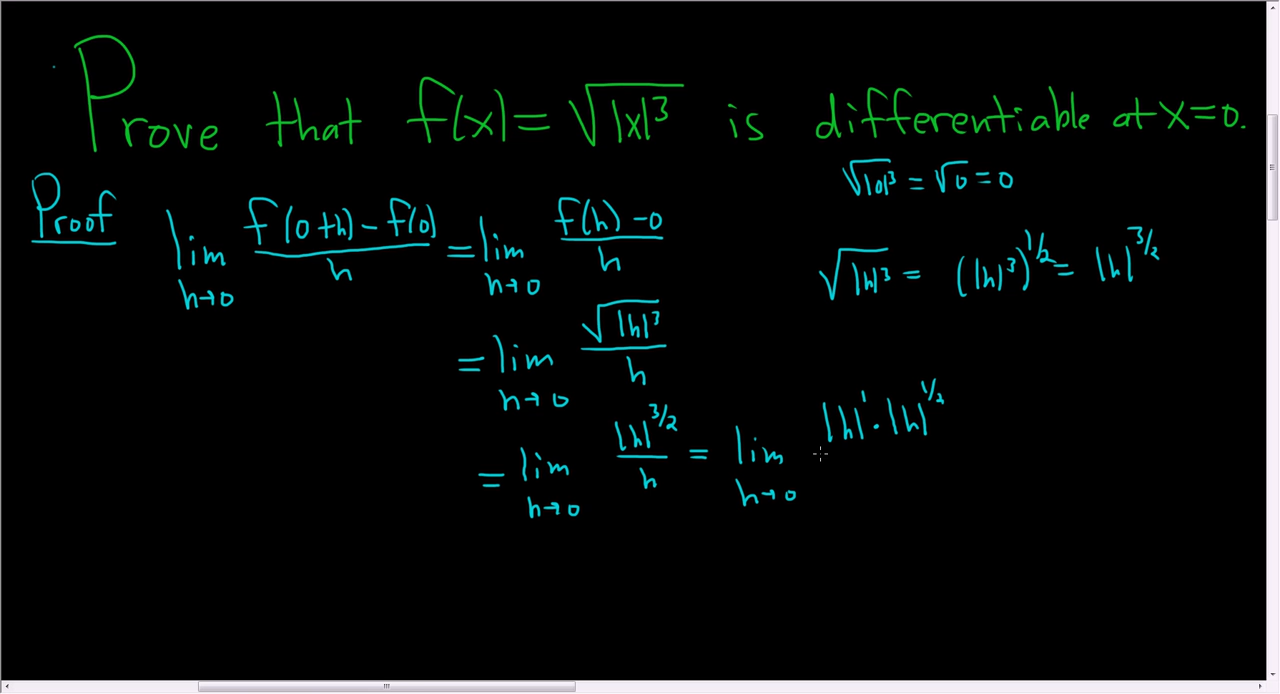 Prove that f(x) = √|x|³ is differentiable at x=0.
√|0|³ = √0 = 0
Proof lim h→0 f(0+h) - f(0) / h = lim h→0 f(h) - 0 / h
√|h|³ = (|h|³)^1/2 = |h|^3/2
= lim h→0 √|h|³ / h
= lim h→0 |h|^3/2 / h = lim h→0 |h|¹ · |h|^1/2